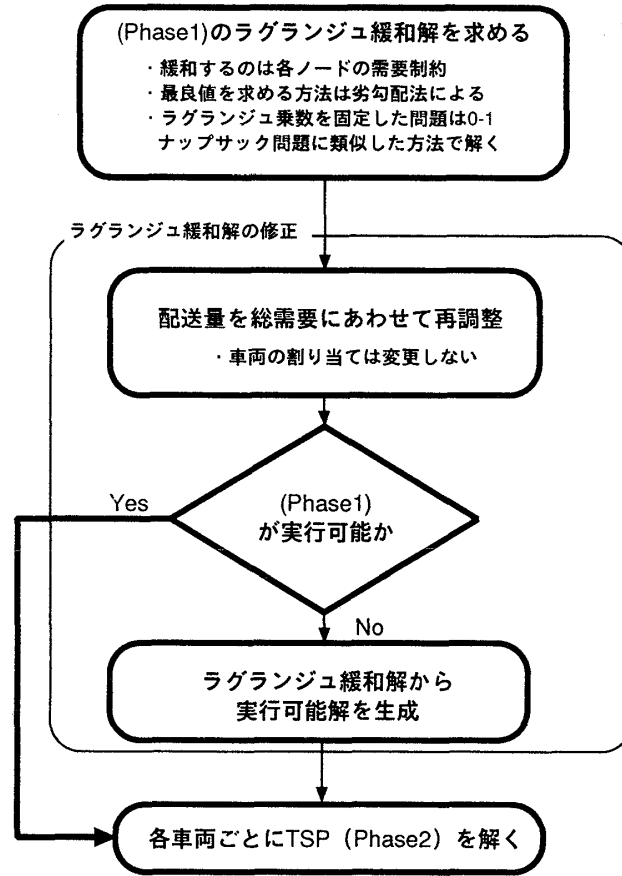 (Phase1)のラグランジュ緩和解を求める
・緩和するのは各ノードの需要制約
・最良値を求める方法は劣勾配法による
・ラグランジュ乗数を固定した問題は0-1
ナップサック問題に類似した方法で解く
ラグランジュ緩和解の修正
配送量を総需要にあわせて再調整
・車両の割り当ては変更しない
Yes
(Phase1)
が実行可能か
No
ラグランジュ緩和解から
実行可能解を生成
各車両ごとにTSP（Phase2）を解く